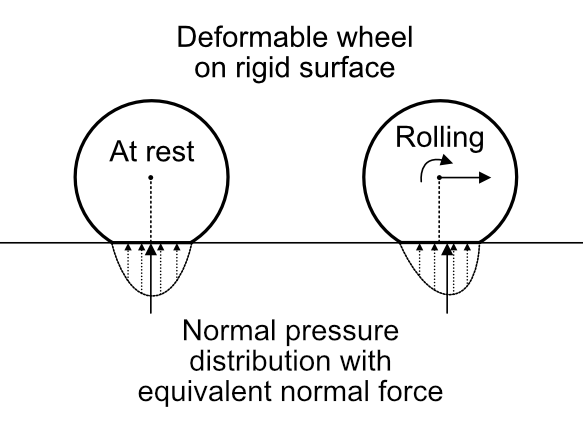 Deformable wheel
on rigid surface
At rest
Rolling
Normal pressure
distribution with
equivalent normal force